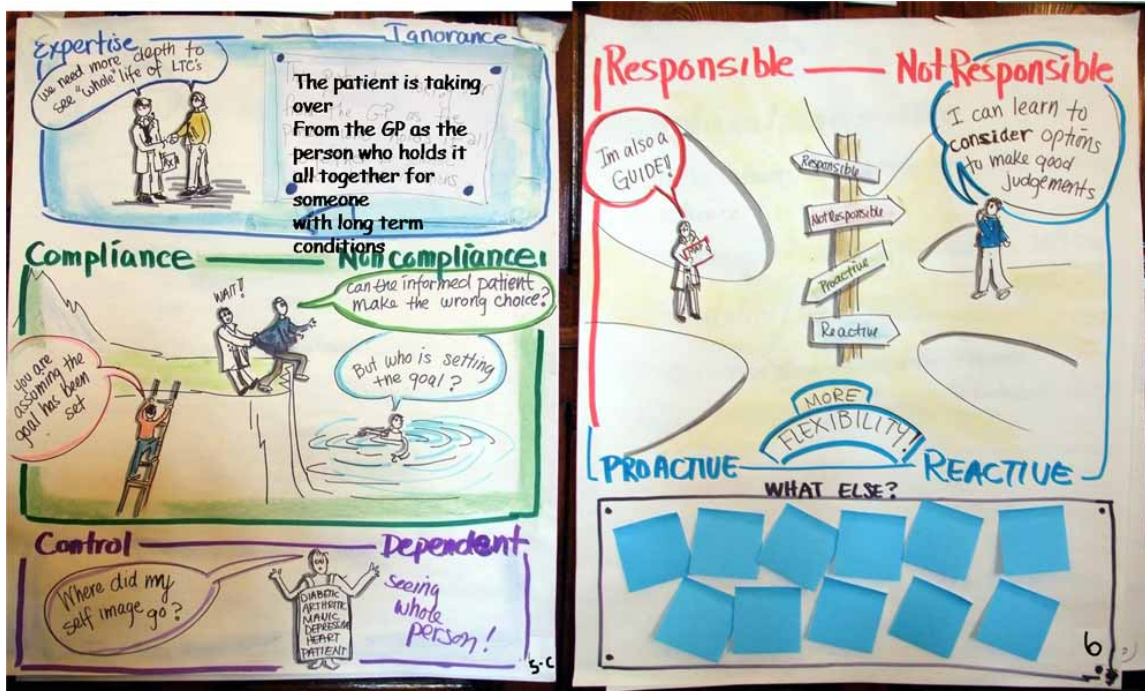 Expertise
Ignorance
we need more depth to
see "whole" life of LTC's
The patient is taking
over
From the GP as the
person who holds it
all together for
someone
with long term
conditions
Compliance
Non compliance
WAIT!!
can the informed patient
make the wrong choice?
But who is setting
the goal?
you are
assuming the
goal has been
set
Control
Dependent
Where did my
self image go?
DIABETIC
ARTHRITIC
MANIC
DEPRESSIVE
HEART
PATIENT
seeing
whole
person!
5-C
Responsible
Not Responsible
Im also a
GUIDE!
MAP
I can learn to
consider options
to make good
judgements
Responsible
Not Responsible
Proactive
Reactive
MORE
FLEXIBILITY!
PROACTIVE
REACTIVE
WHAT ELSE?
6